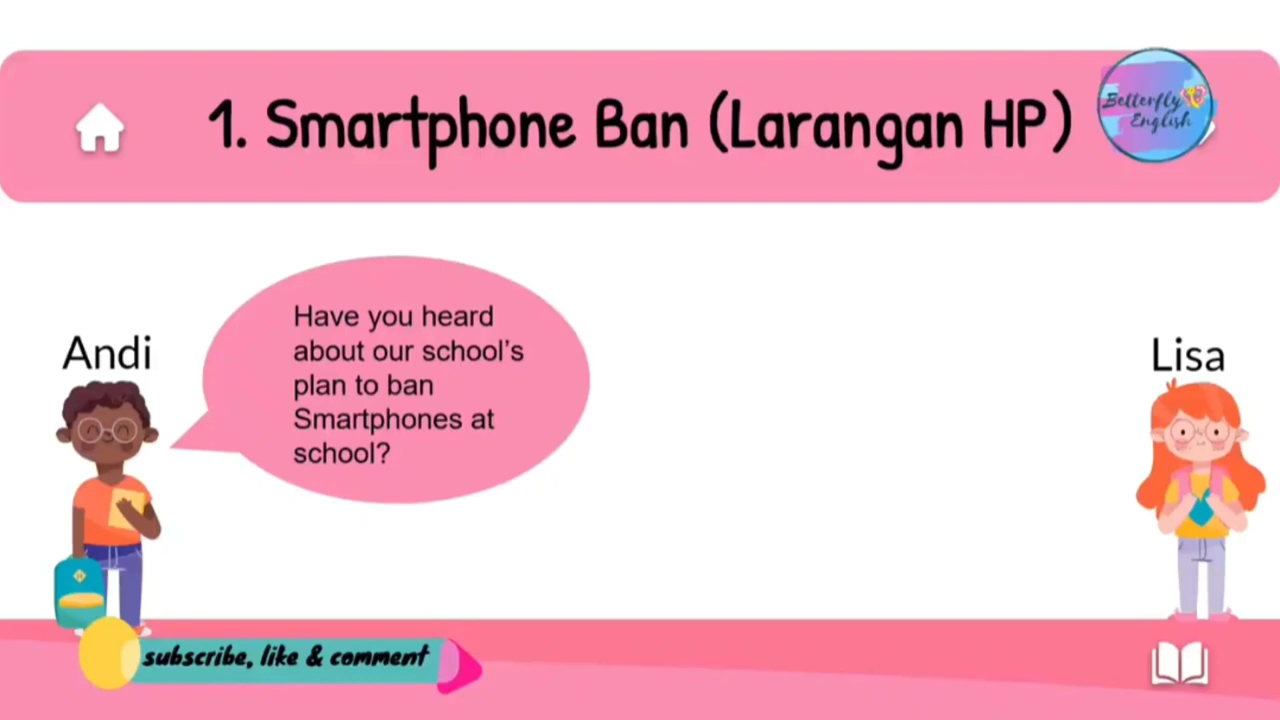 1. Smartphone Ban (Larangan HP)
Betterfly
English
Have you heard
about our school's
plan to ban
Smartphones at
school?
Andi
Lisa
subscribe, like & comment